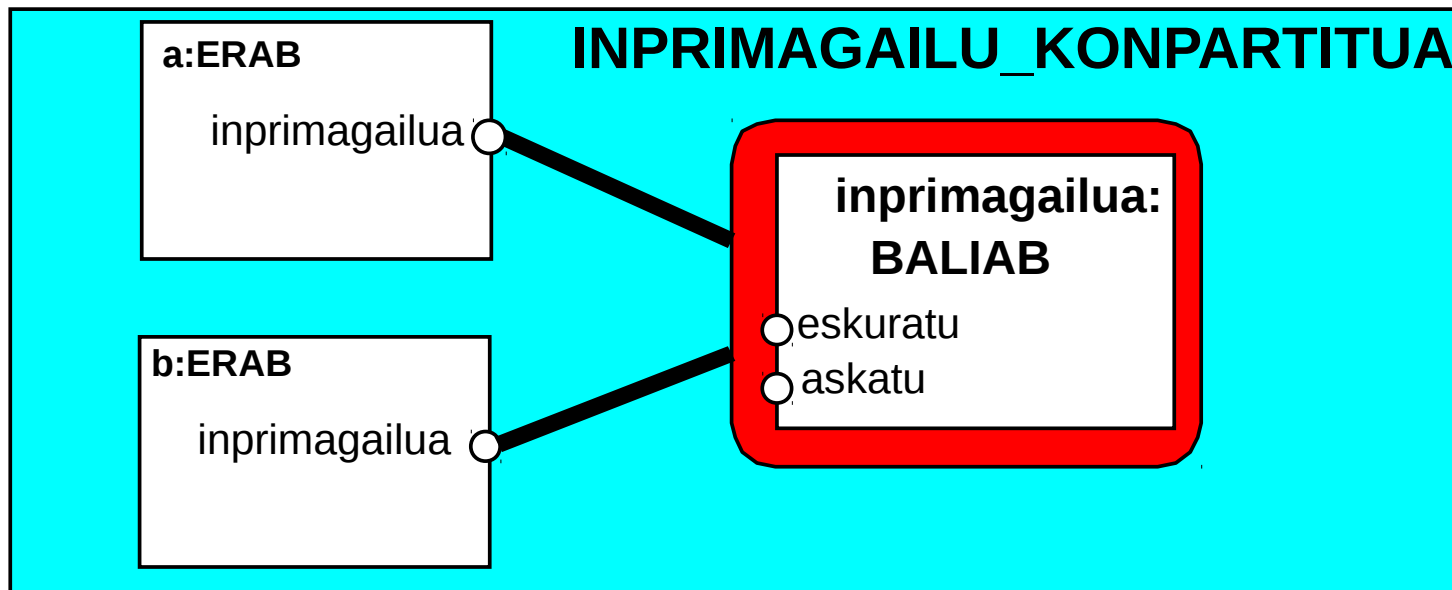 INPRIMAGAILU_KONPARTITUA
a:ERAB
inprimagailua
inprimagailua:
BALIAB
eskuratu
askatu
b:ERAB
inprimagailua